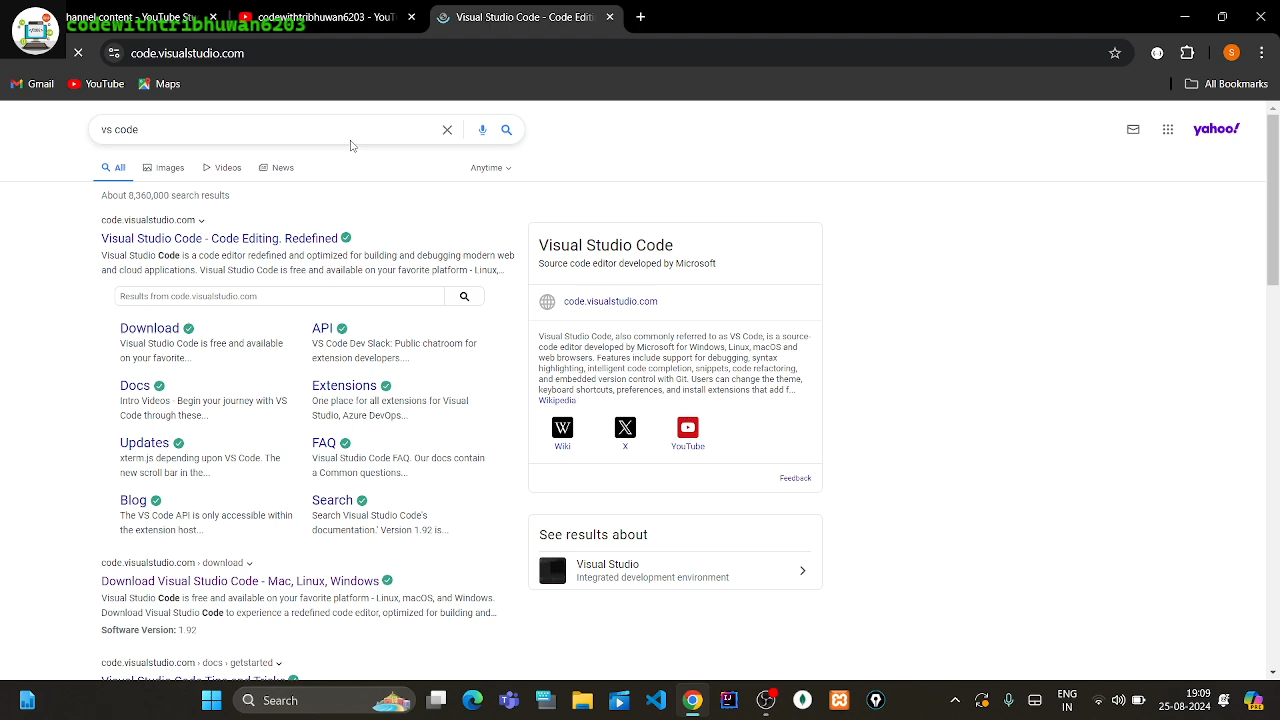 hannel content - YouTube Stu
codewithtribhuwan6203 - YouT
Visual Studio Code - Code Editi
codewithtribhuwan6203
code.visualstudio.com
S
Gmail
YouTube
Maps
All Bookmarks
vs code
yahoo!
All
Images
Videos
News
Anytime
About 8,360,000 search results
code.visualstudio.com
Visual Studio Code - Code Editing. Redefined
Visual Studio Code is a code editor redefined and optimized for building and debugging modern web
and cloud applications. Visual Studio Code is free and available on your favorite platform - Linux,...
Results from code.visualstudio.com
Download
Visual Studio Code is free and available
on your favorite...
API
VS Code Dev Slack: Public chatroom for
extension developers....
Docs
Intro Videos - Begin your journey with VS
Code through these...
Extensions
One place for all extensions for Visual
Studio, Azure DevOps...
Updates
xterm.js depending upon VS Code. The
new scroll bar in the...
FAQ
Visual Studio Code FAQ. Our docs contain
a Common questions...
Blog
The VS Code API is only accessible within
the extension host...
Search
Search Visual Studio Code's
documentation.' Version 1.92 is...
code.visualstudio.com › download
Download Visual Studio Code - Mac, Linux, Windows
Visual Studio Code is free and available on your favorite platform - Linux, macOS, and Windows.
Download Visual Studio Code to experience a redefined code editor, optimized for building and...
Software Version: 1.92
code.visualstudio.com › docs › getstarted
Visual Studio Code Tips and Tricks
Visual Studio Code
Source code editor developed by Microsoft
code.visualstudio.com
Visual Studio Code, also commonly referred to as VS Code, is a source-
code editor developed by Microsoft for Windows, Linux, macOS and
web browsers. Features include support for debugging, syntax
highlighting, intelligent code completion, snippets, code refactoring,
and embedded version control with Git. Users can change the theme,
keyboard shortcuts, preferences, and install extensions that add f...
Wikipedia
W
X
Wiki
X
YouTube
Feedback
See results about
Visual Studio
Integrated development environment
Search
ENG
IN
19:09
25-08-2024